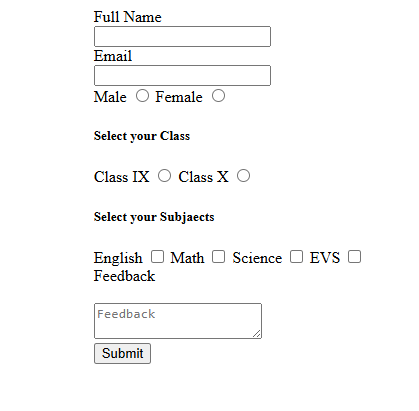 Full Name
Email
Male Female
Select your Class
Class IX Class X
Select your Subjaects
English Math Science EVS
Feedback
Feedback
Submit